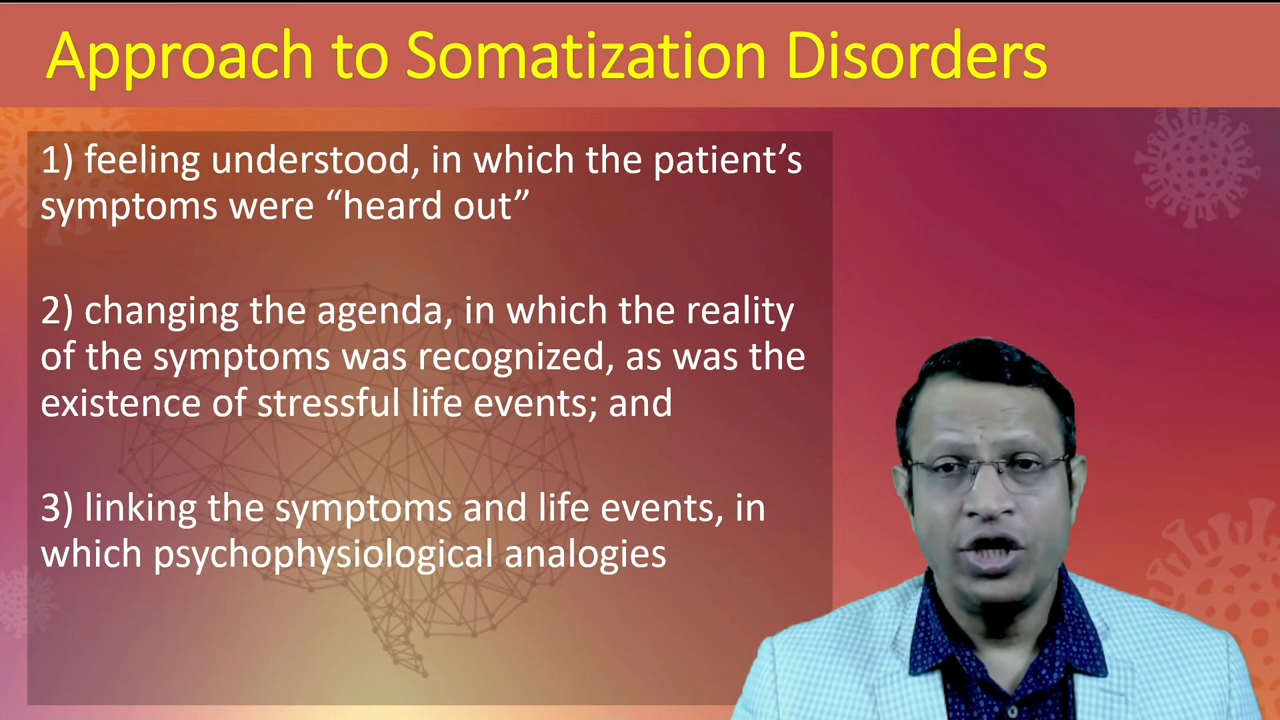 Approach to Somatization Disorders
1) feeling understood, in which the patient’s
symptoms were “heard out”
2) changing the agenda, in which the reality
of the symptoms was recognized, as was the
existence of stressful life events; and
3) linking the symptoms and life events, in
which psychophysiological analogies